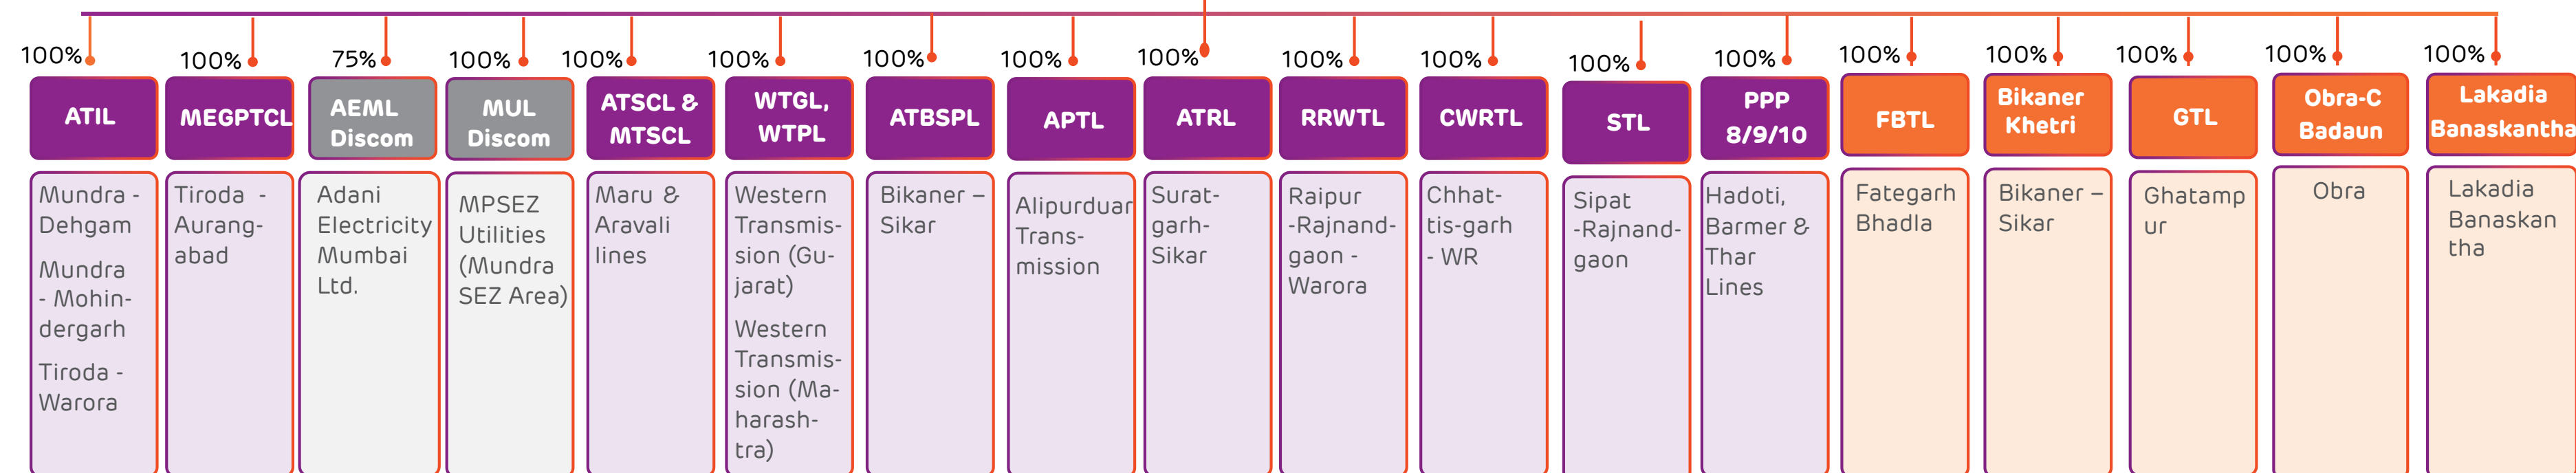 100%
ATIL
Mundra -
Dehgam
Mundra
- Mohin-
dergarh
Tiroda -
Warora
100%
MEGPTCL
Tiroda -
Aurang-
abad
75%
AEML
Discom
Adani
Electricity
Mumbai
Ltd.
100%
MUL
Discom
MPSEZ
Utilities
(Mundra
SEZ Area)
100%
ATSCL &
MTSCL
Maru &
Aravali
lines
100%
WTGL,
WTPL
Western
Transmis-
sion (Gu-
jarat)
Western
Transmis-
sion (Ma-
harash-
tra)
100%
ATBSPL
Bikaner –
Sikar
100%
APTL
Alipurduar
Trans-
mission
100%
ATRL
Surat-
garh-
Sikar
100%
RRWTL
Raipur
-Rajnand-
gaon -
Warora
100%
CWRTL
Chhat-
tis-garh
- WR
100%
STL
Sipat
-Rajnand-
gaon
100%
PPP
8/9/10
Hadoti,
Barmer &
Thar
Lines
100%
FBTL
Fategarh
Bhadla
100%
Bikaner
Khetri
Bikaner –
Sikar
100%
GTL
Ghatamp
ur
100%
Obra-C
Badaun
Obra
100%
Lakadia
Banaskantha
Lakadia
Banaskan
tha